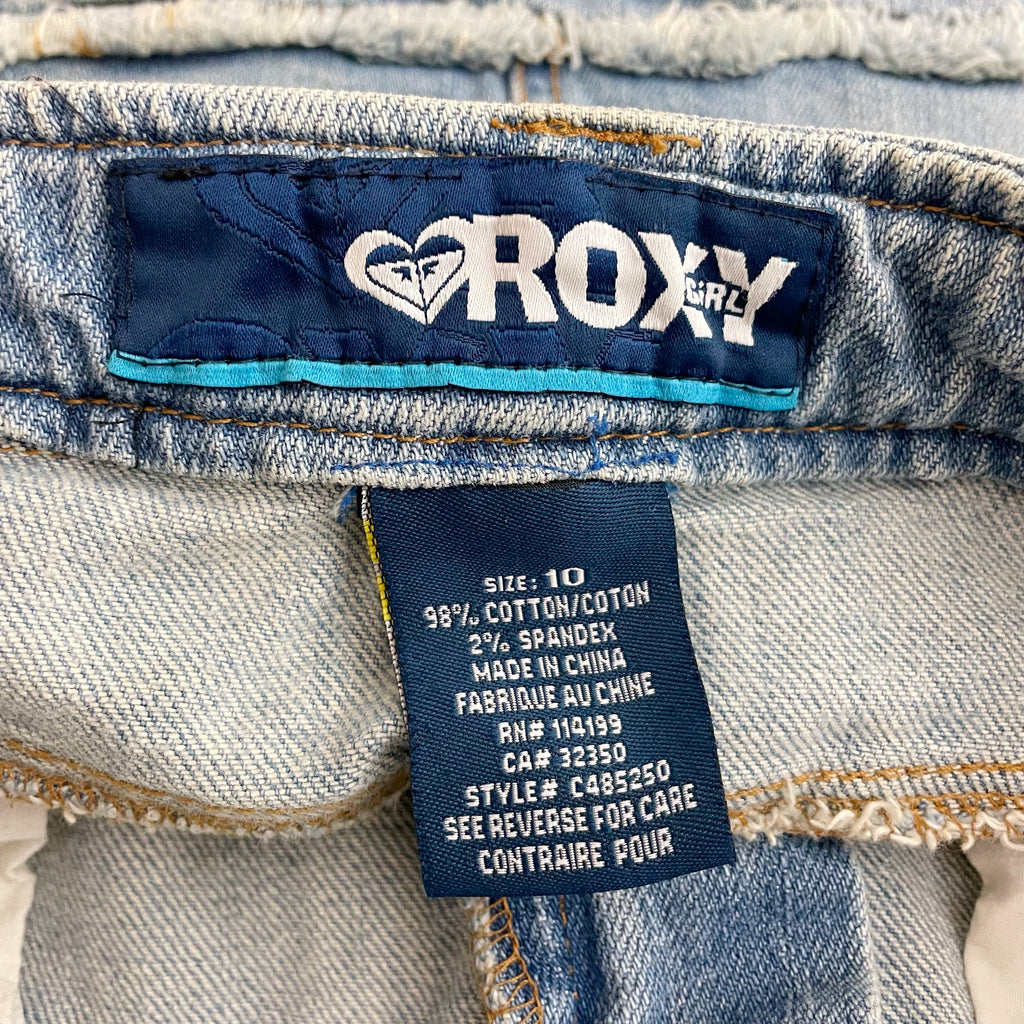 ROXY
GIRL
SIZE: 10
98% COTTON/COTON
2% SPANDEX
MADE IN CHINA
FABRIQUE AU CHINE
RN# 114199
CA# 32350
STYLE# C485250
SEE REVERSE FOR CARE
CONTRAIRE POUR